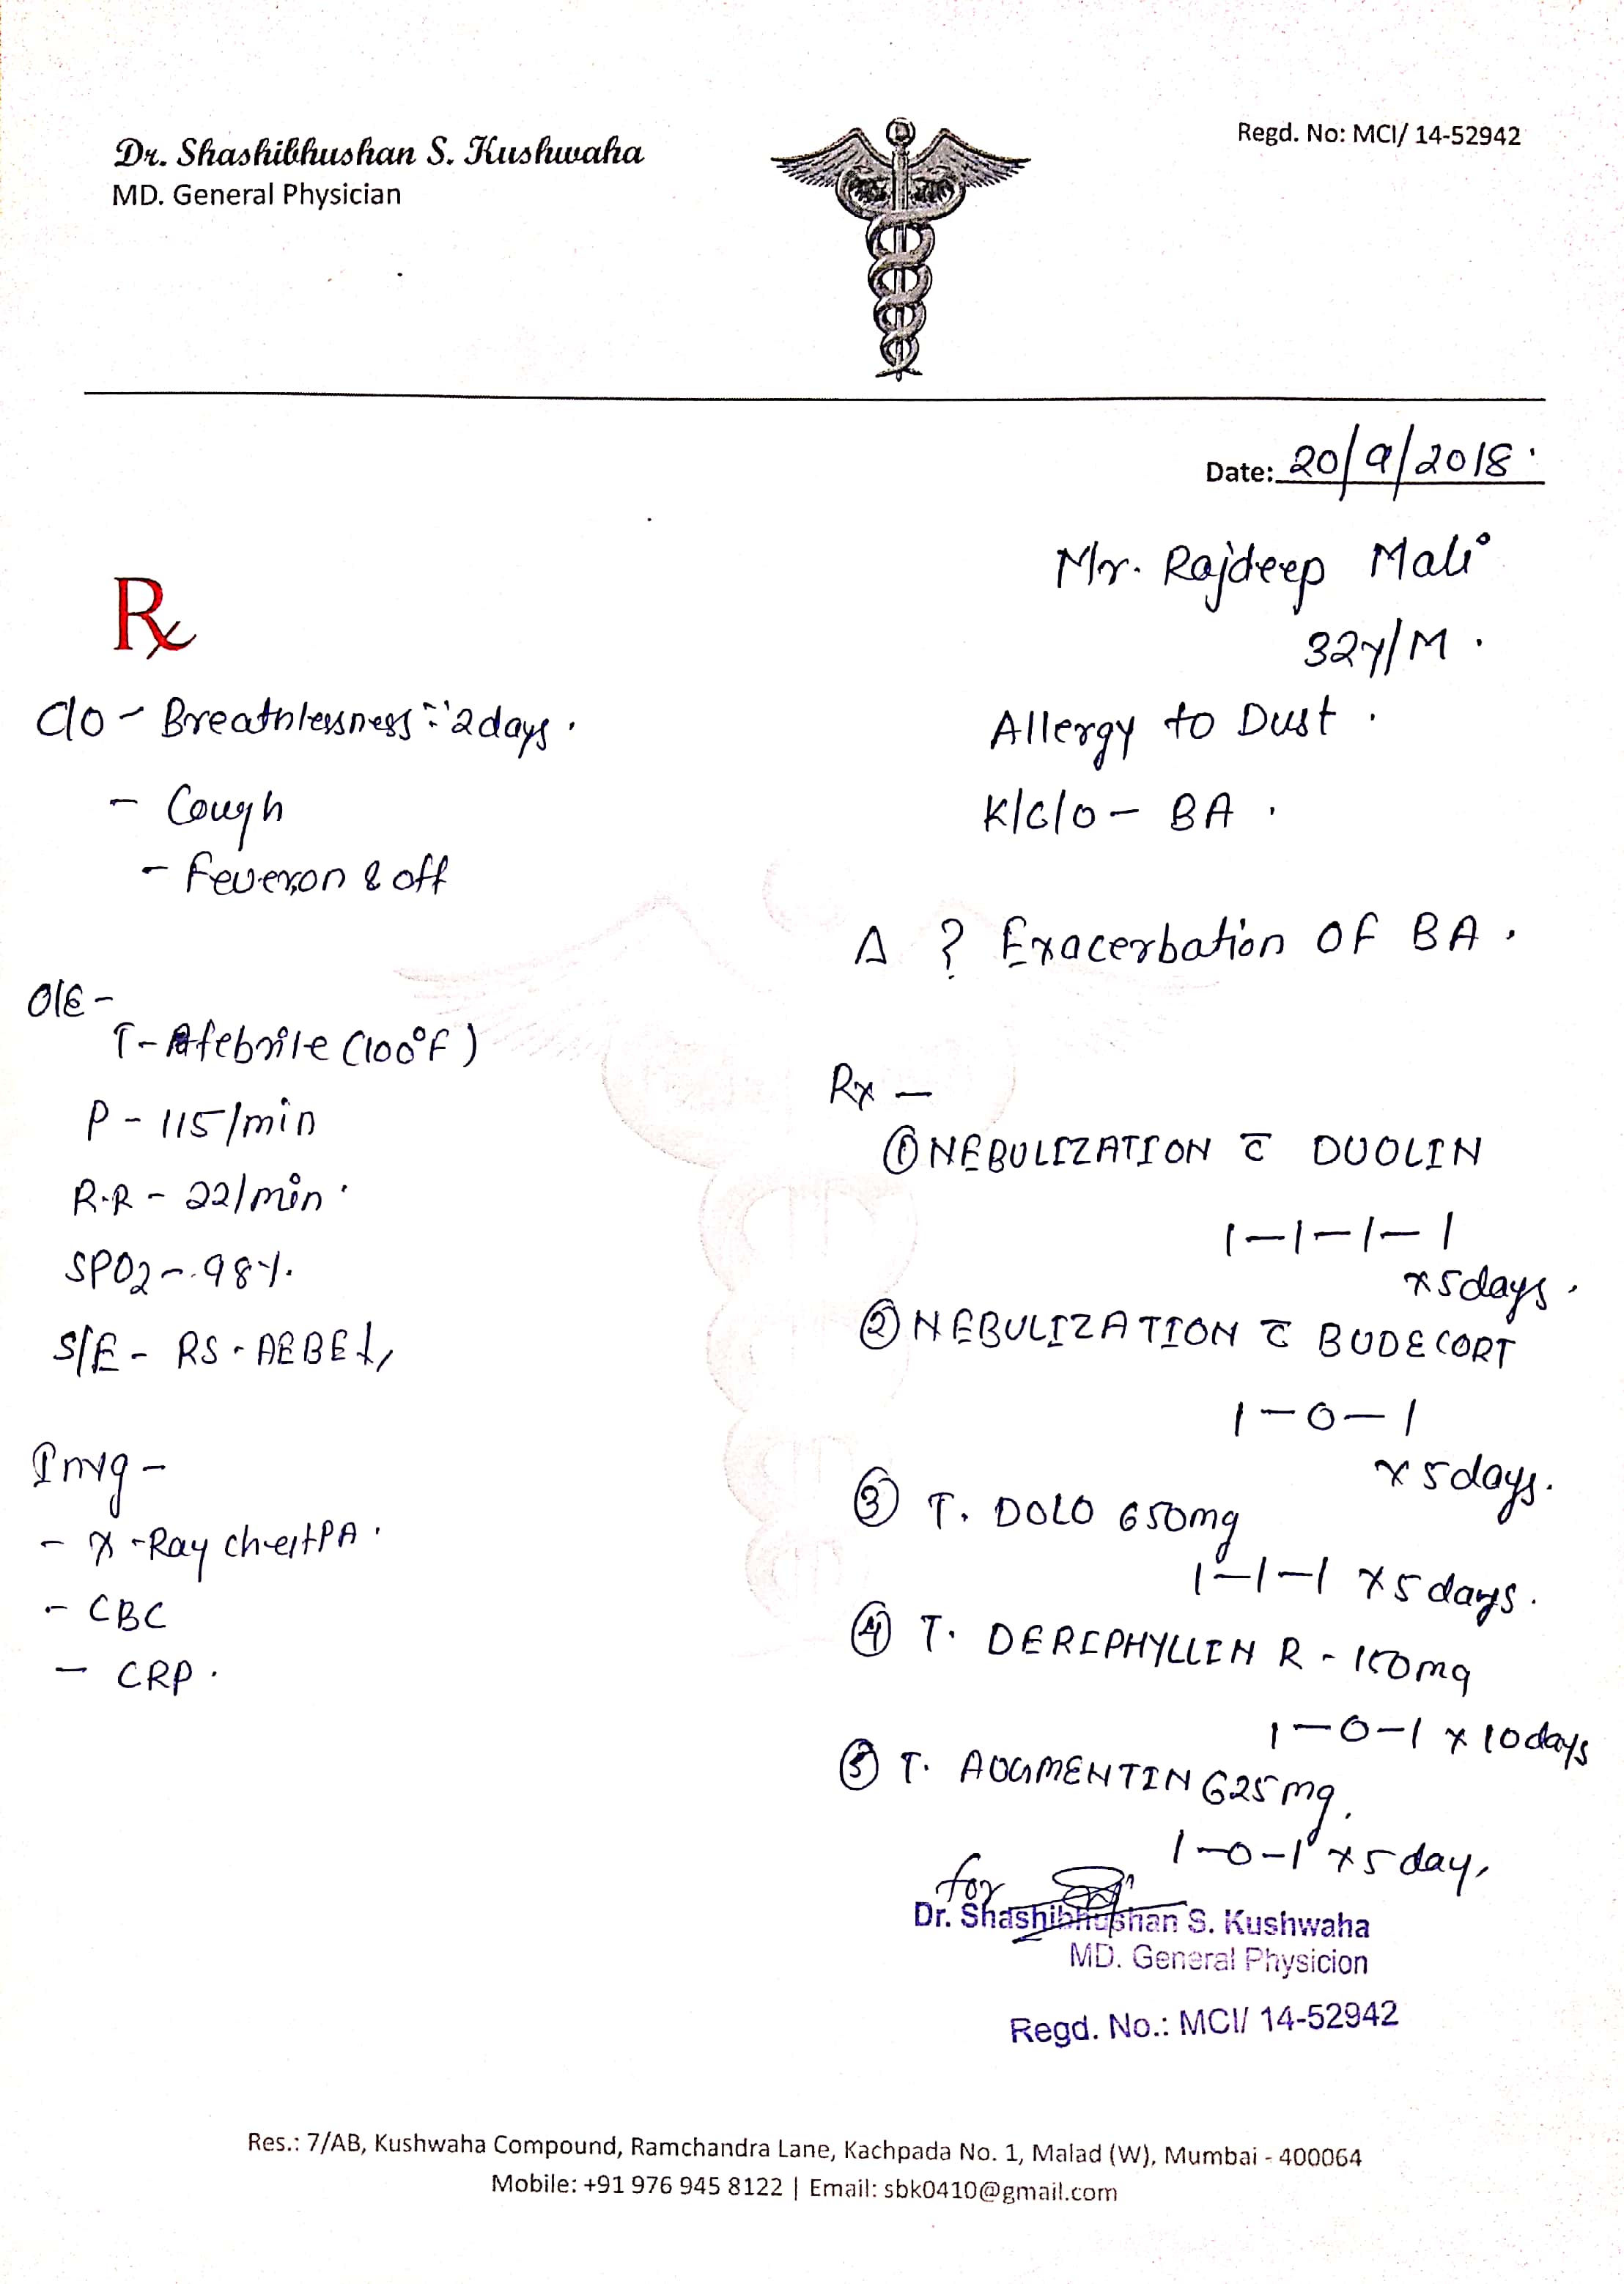 Dr. Shashibhushan S. Kushwaha
MD. General Physician
Regd. No: MCI/ 14-52942
Date: 20/9/2018
Mr. Rajdeep Mali
32y/M.
Allergy to Dust.
K/C/O - BA.
Δ ? Exacerbation OF BA.
Rx
C/O - Breathlessness :- 2days.
- Cough
- Fever on & off
O/E -
T - Afebrile (100°F)
P - 115/min
R.R - 22/min
SPO2 - 98%.
S/E - RS - AEBE
Invg -
- X-Ray chest PA.
- CBC
- CRP.
Rx -
① NEBULIZATION c̄ DUOLIN
1-1-1-1
x 5days.
② NEBULIZATION c̄ BUDECORT
1-0-1
x 5days.
③ T. DOLO 650mg
1-1-1 x 5 days.
④ T. DERIPHYLLIN R - 150mg
1-0-1 x 10days
⑤ T. AUGMENTIN 625mg.
1-0-1 x 5 day,
for
Dr. Shashibhushan S. Kushwaha
MD. General Physicion
Regd. No.: MCI/ 14-52942
Res.: 7/AB, Kushwaha Compound, Ramchandra Lane, Kachpada No. 1, Malad (W), Mumbai - 400064
Mobile: +91 976 945 8122 | Email: sbk0410@gmail.com